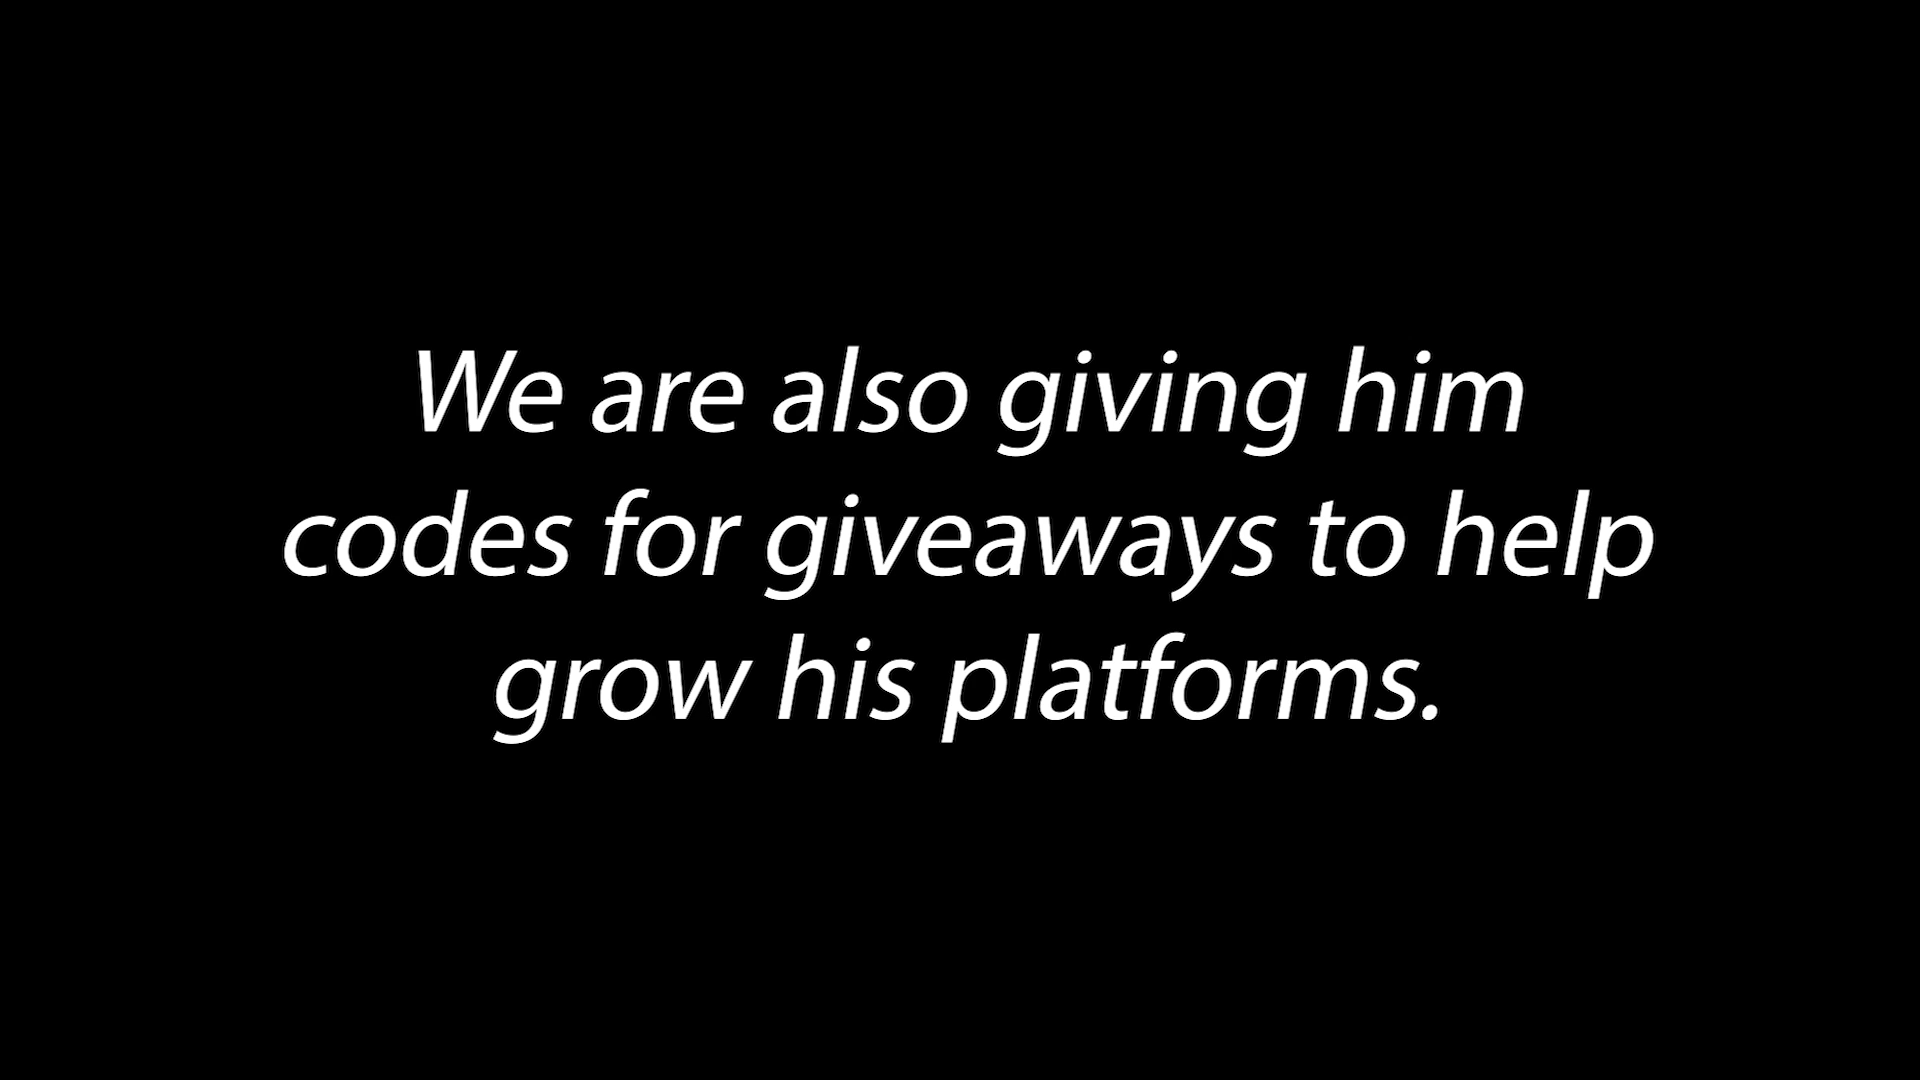 We are also giving him
codes for giveaways to help
grow his platforms.